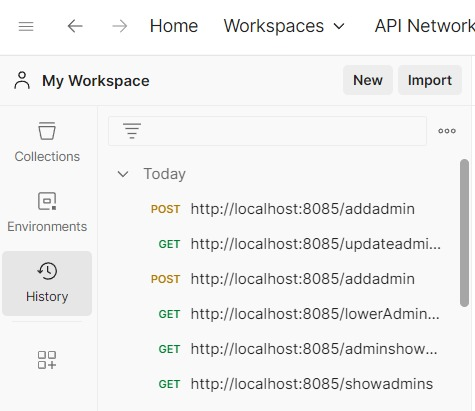 Home Workspaces API Network
My Workspace New Import
Collections
Environments
History
Today
POST http://localhost:8085/addadmin
GET http://localhost:8085/updateadmi...
POST http://localhost:8085/addadmin
GET http://localhost:8085/lowerAdmin...
GET http://localhost:8085/adminshow...
GET http://localhost:8085/showadmins